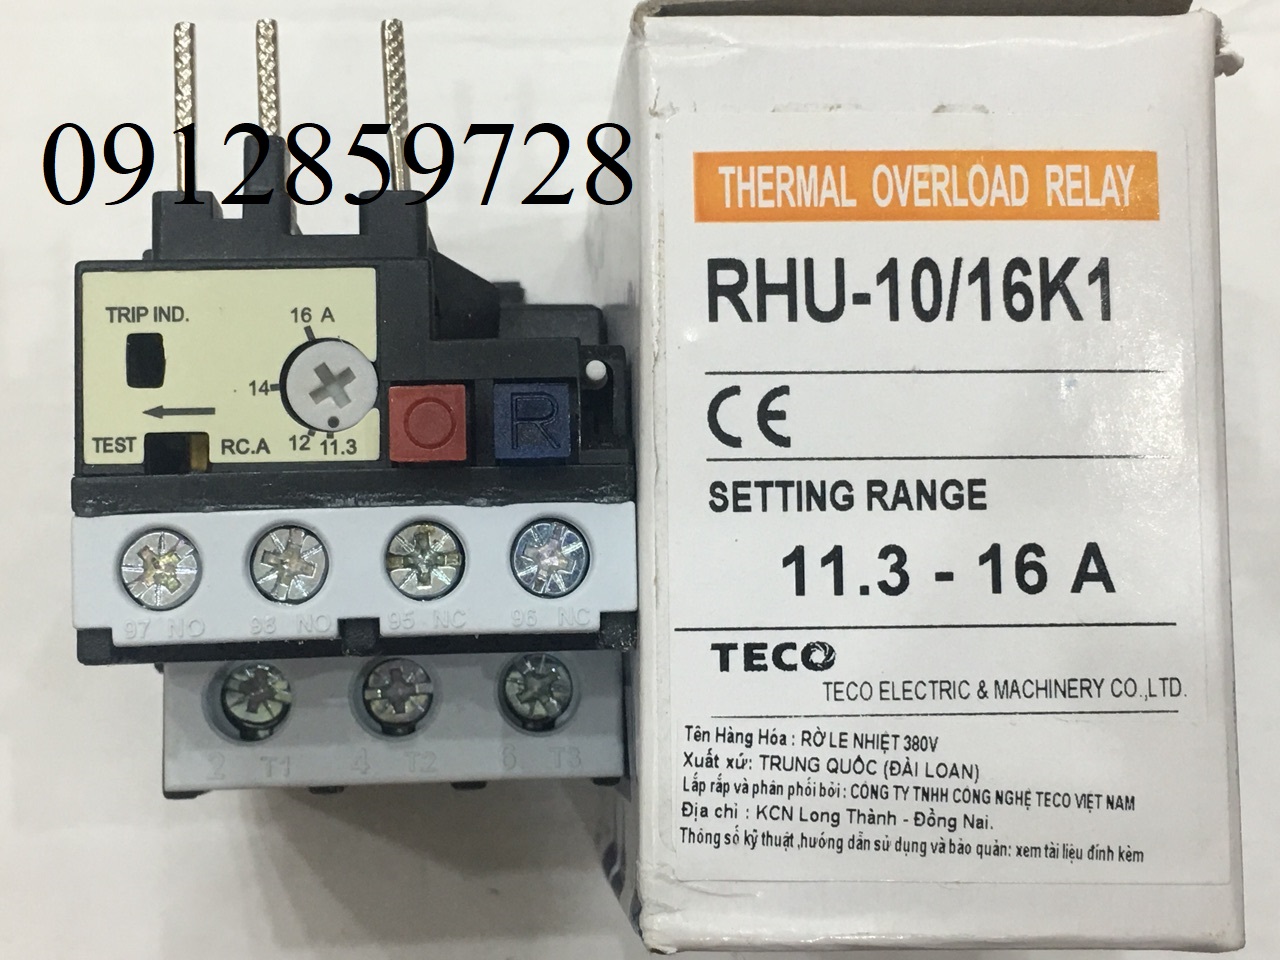 0912859728
TRIP IND.
16 A
14
TEST
RC.A
12
11.3
R
97 NO
98 NO
95 NC
96 NC
2 T1
4 T2
6 T3
THERMAL OVERLOAD RELAY
RHU-10/16K1
CE
SETTING RANGE
11.3 - 16 A
TECO
TECO ELECTRIC & MACHINERY CO.,LTD.
Tên Hàng Hóa : RỜ LE NHIỆT 380V
Xuất xứ: TRUNG QUỐC (ĐÀI LOAN)
Lắp rắp và phân phối bởi : CÔNG TY TNHH CÔNG NGHỆ TECO VIỆT NAM
Địa chỉ : KCN Long Thành - Đồng Nai.
Thông số kỹ thuật ,hướng dẫn sử dụng và bảo quản: xem tài liệu đính kèm